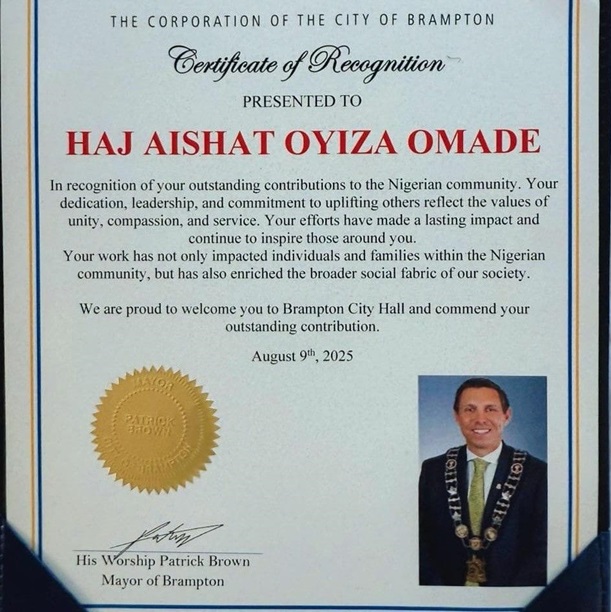 THE CORPORATION OF THE CITY OF BRAMPTON
Certificate of Recognition
PRESENTED TO
HAJ AISHAT OYIZA OMADE
In recognition of your outstanding contributions to the Nigerian community. Your
dedication, leadership, and commitment to uplifting others reflect the values of
unity, compassion, and service. Your efforts have made a lasting impact and
continue to inspire those around you.
Your work has not only impacted individuals and families within the Nigerian
community, but has also enriched the broader social fabric of our society.
We are proud to welcome you to Brampton City Hall and commend your
outstanding contribution.
August 9th, 2025
MAYOR
PATRICK
BROWN
BRAMPTON
His Worship Patrick Brown
Mayor of Brampton